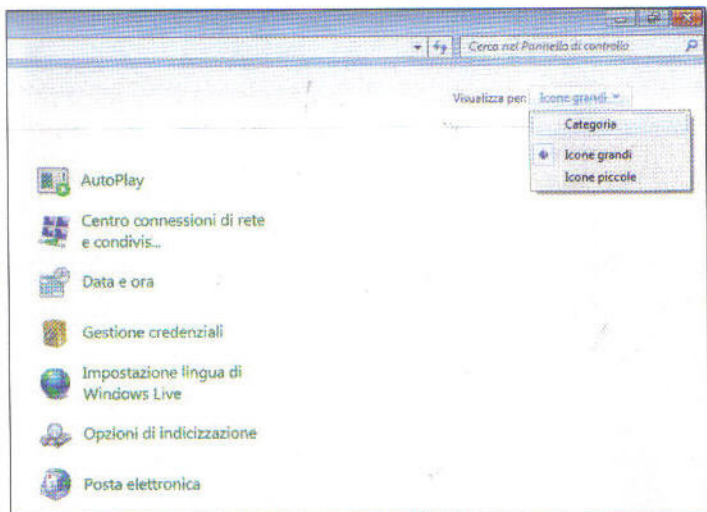 Cerca nel Pannello di controllo
Visualizza per: Icone grandi
Categoria
Icone grandi
Icone piccole
AutoPlay
Centro connessioni di rete
e condivis...
Data e ora
Gestione credenziali
Impostazione lingua di
Windows Live
Opzioni di indicizzazione
Posta elettronica